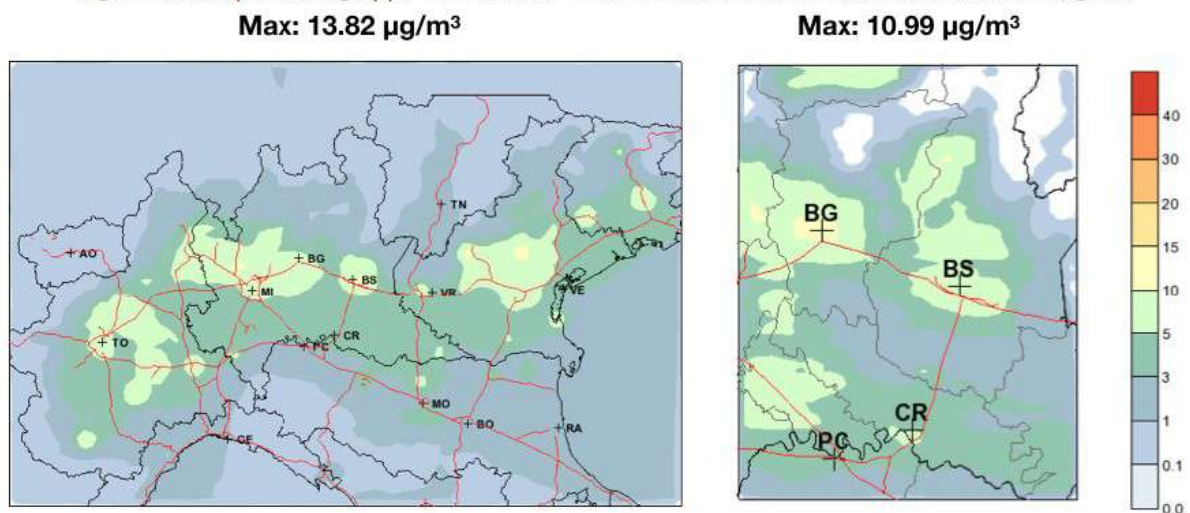 Max: 13.82 µg/m³ Max: 10.99 µg/m³
TN
AO
BG
BS
MI
VR
VE
TO
CR
PC
MO
BO
RA
GE
BG
BS
CR
PC
40
30
20
15
10
5
3
1
0.1
0.0